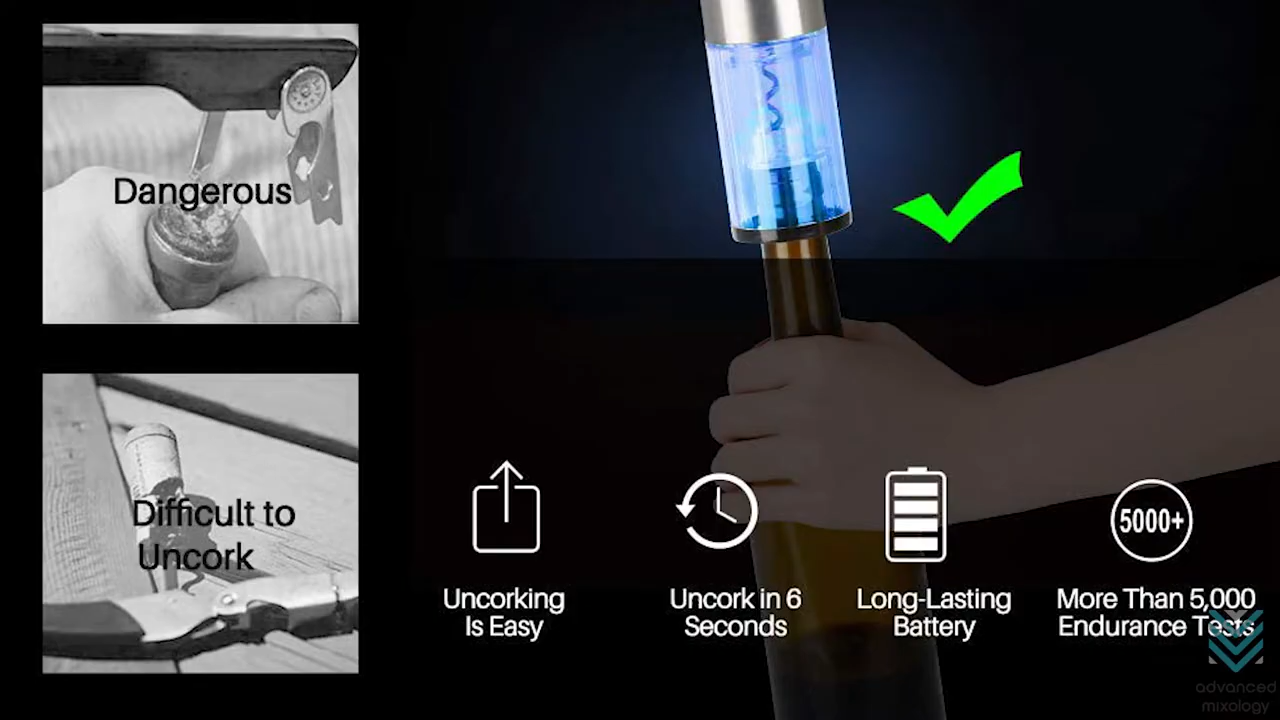 Dangerous
Difficult to
Uncork
5000+
Uncorking
Is Easy
Uncork in 6
Seconds
Long-Lasting
Battery
More Than 5,000
Endurance Tests
advanced
mixology